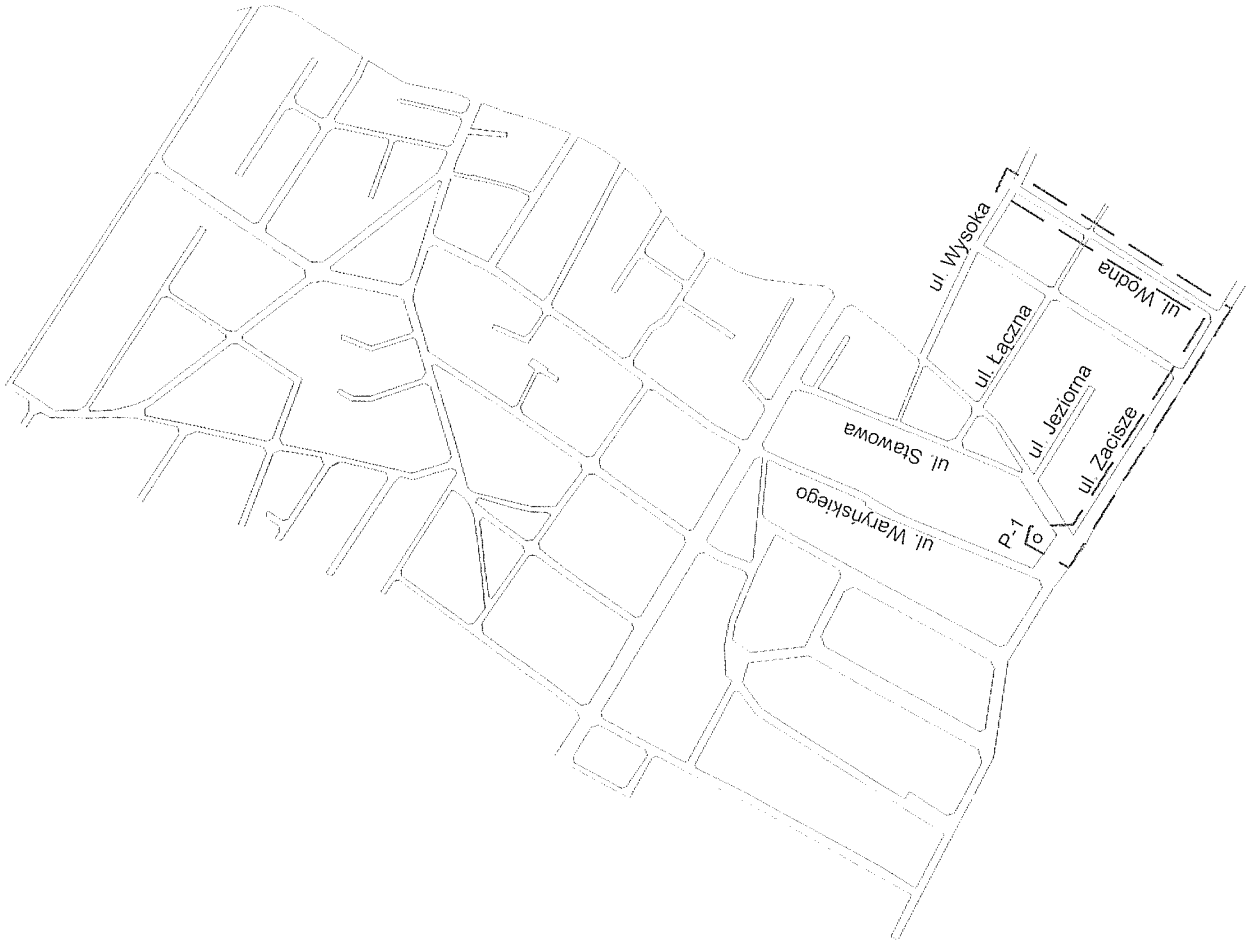 ul. Wysoka
ul. Wodna
ul. Łączna
ul. Jeziorna
ul. Stawowa
ul. Zacisze
ul. Waryńskiego
P-1